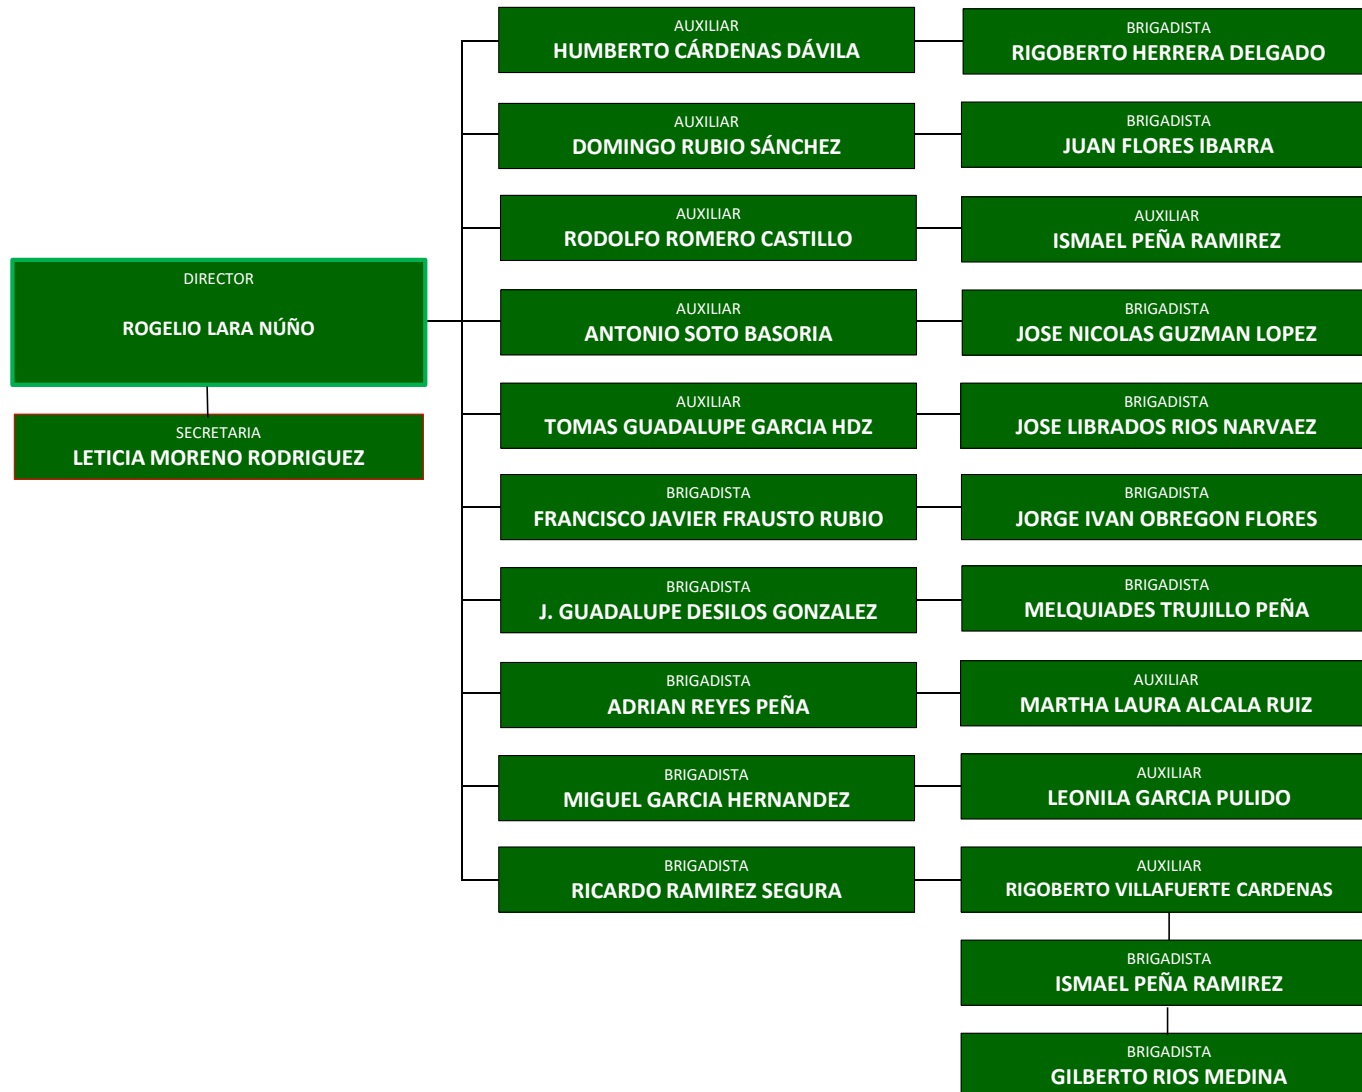 AUXILIAR
HUMBERTO CÁRDENAS DÁVILA
BRIGADISTA
RIGOBERTO HERRERA DELGADO
AUXILIAR
DOMINGO RUBIO SÁNCHEZ
BRIGADISTA
JUAN FLORES IBARRA
AUXILIAR
RODOLFO ROMERO CASTILLO
AUXILIAR
ISMAEL PEÑA RAMIREZ
DIRECTOR
ROGELIO LARA NÚÑO
AUXILIAR
ANTONIO SOTO BASORIA
BRIGADISTA
JOSE NICOLAS GUZMAN LOPEZ
SECRETARIA
LETICIA MORENO RODRIGUEZ
AUXILIAR
TOMAS GUADALUPE GARCIA HDZ
BRIGADISTA
JOSE LIBRADOS RIOS NARVAEZ
BRIGADISTA
FRANCISCO JAVIER FRAUSTO RUBIO
BRIGADISTA
JORGE IVAN OBREGON FLORES
BRIGADISTA
J. GUADALUPE DESILOS GONZALEZ
BRIGADISTA
MELQUIADES TRUJILLO PEÑA
BRIGADISTA
ADRIAN REYES PEÑA
AUXILIAR
MARTHA LAURA ALCALA RUIZ
BRIGADISTA
MIGUEL GARCIA HERNANDEZ
AUXILIAR
LEONILA GARCIA PULIDO
BRIGADISTA
RICARDO RAMIREZ SEGURA
AUXILIAR
RIGOBERTO VILLAFUERTE CARDENAS
BRIGADISTA
ISMAEL PEÑA RAMIREZ
BRIGADISTA
GILBERTO RIOS MEDINA